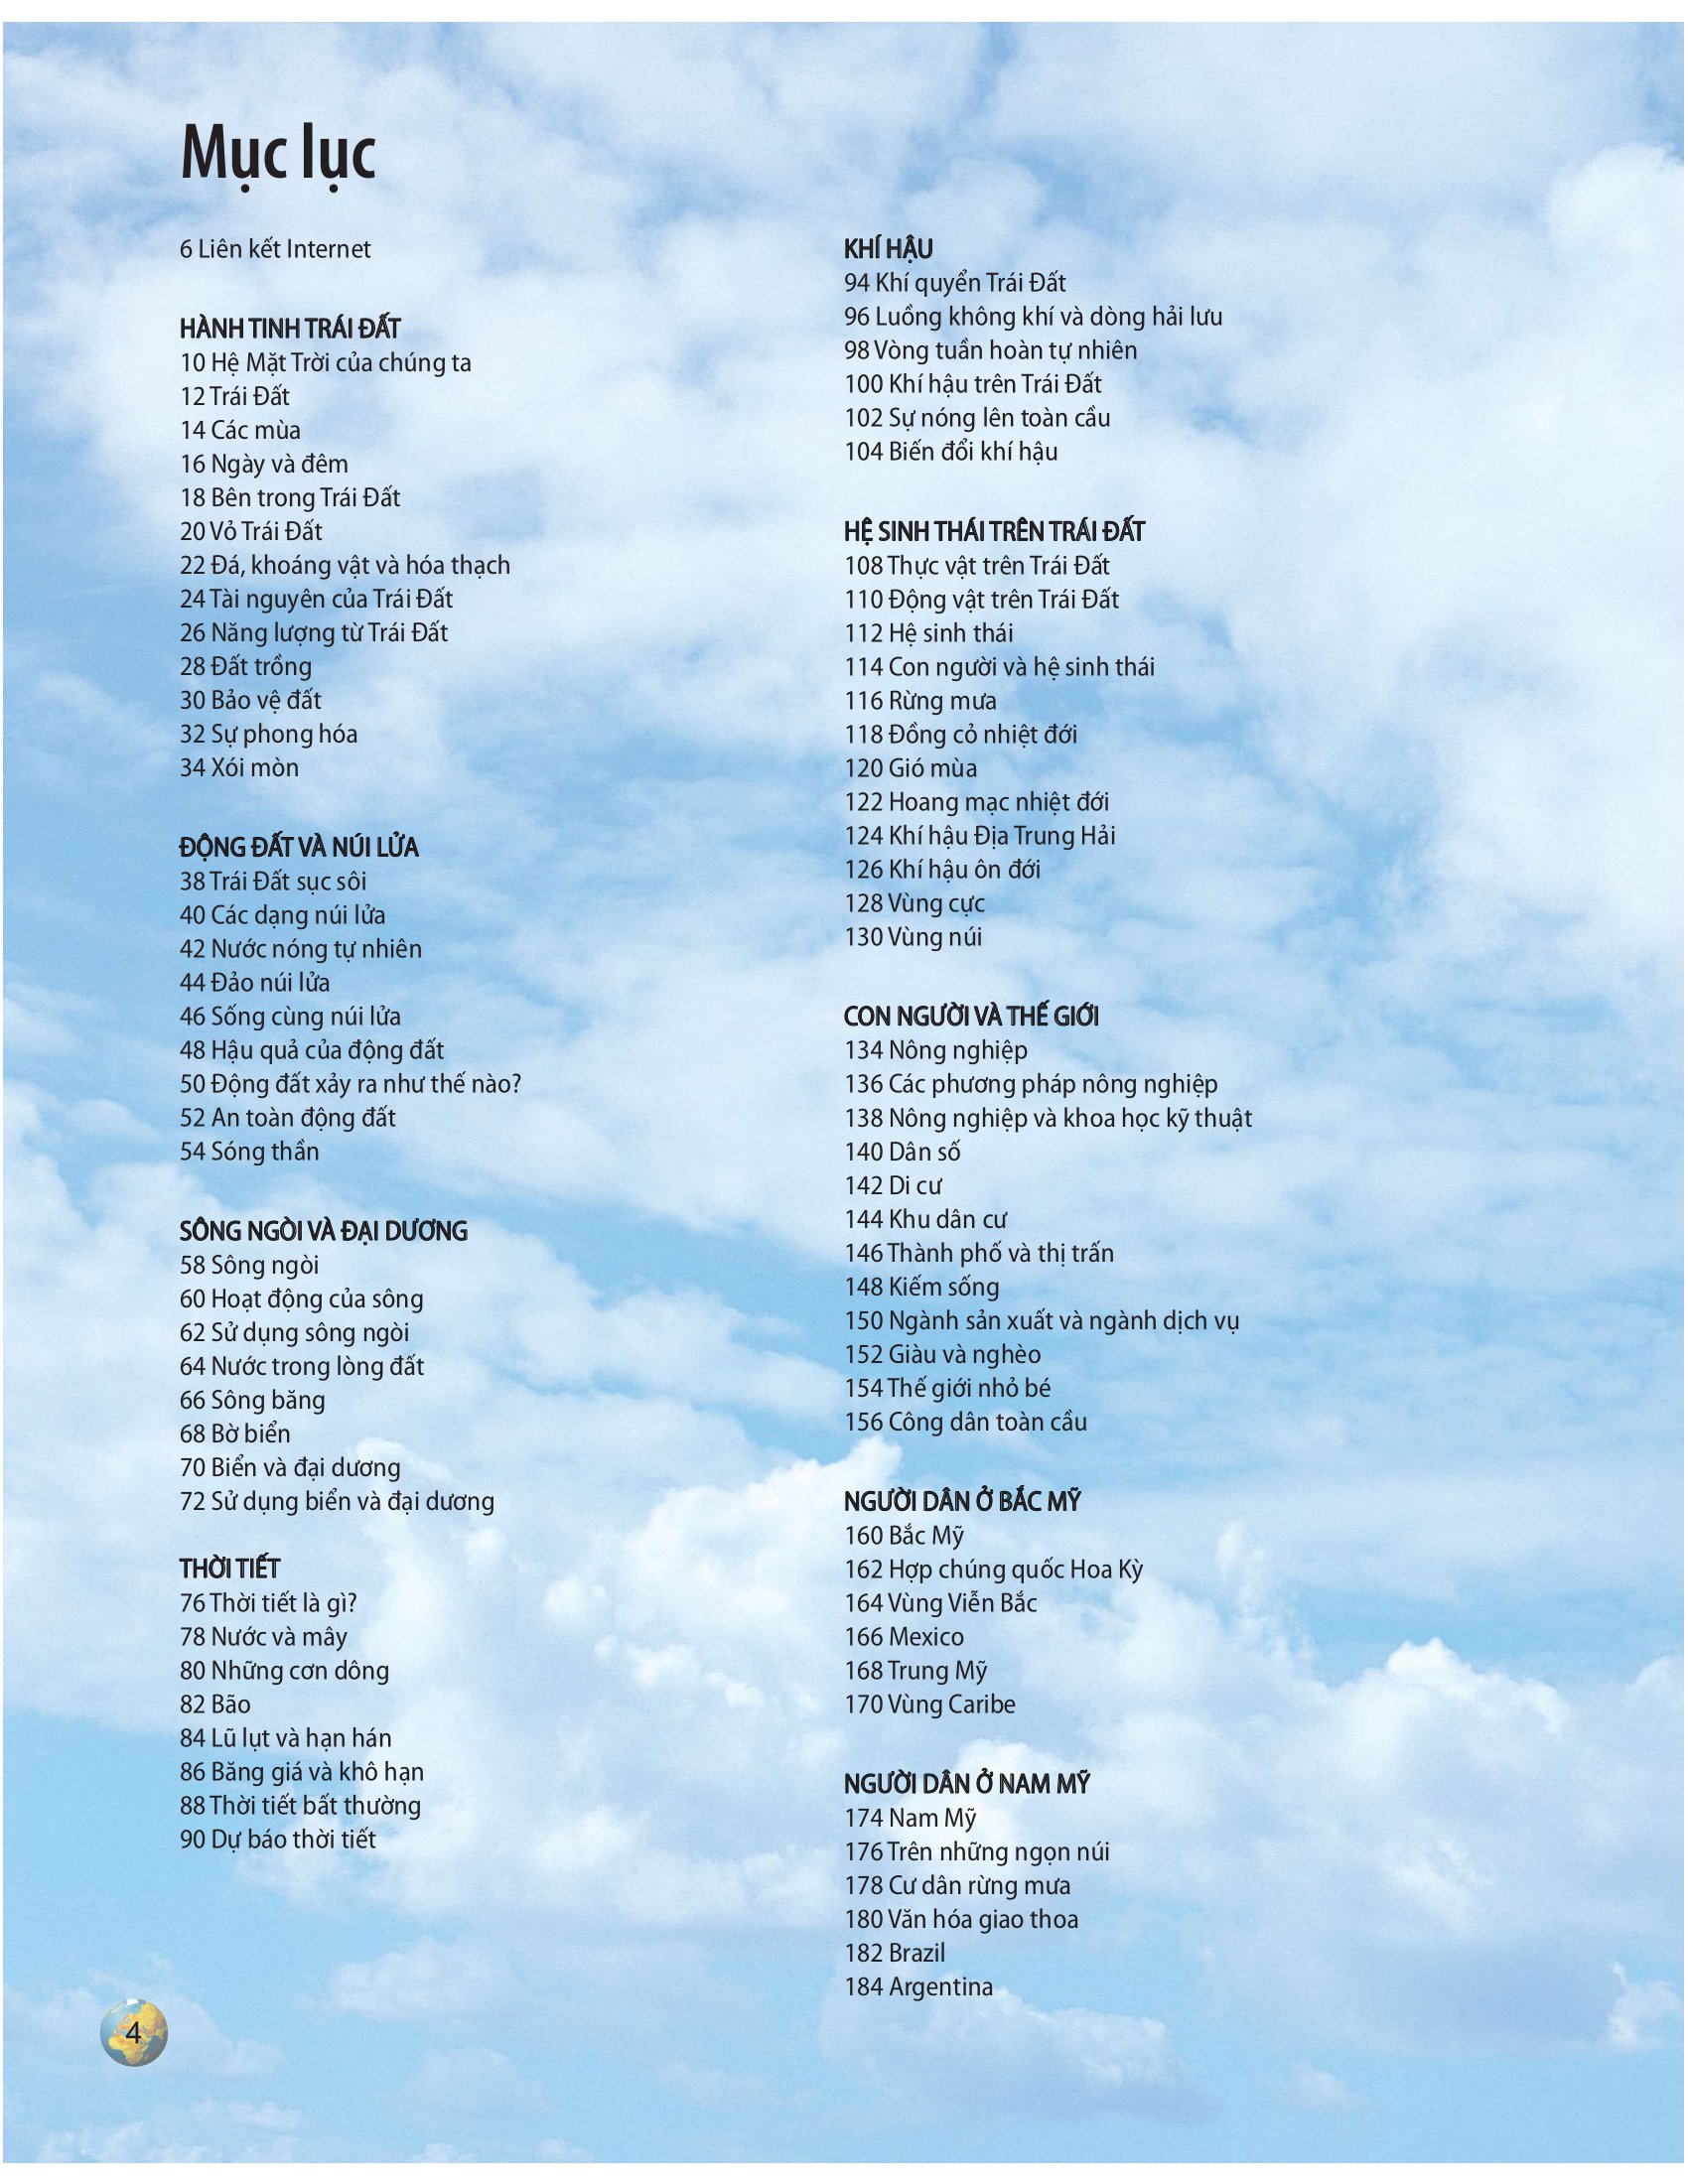 Mục lục
6 Liên kết Internet
HÀNH TINH TRÁI ĐẤT
10 Hệ Mặt Trời của chúng ta
12 Trái Đất
14 Các mùa
16 Ngày và đêm
18 Bên trong Trái Đất
20 Vỏ Trái Đất
22 Đá, khoáng vật và hóa thạch
24 Tài nguyên của Trái Đất
26 Năng lượng từ Trái Đất
28 Đất trồng
30 Bảo vệ đất
32 Sự phong hóa
34 Xói mòn
ĐỘNG ĐẤT VÀ NÚI LỬA
38 Trái Đất sục sôi
40 Các dạng núi lửa
42 Nước nóng tự nhiên
44 Đảo núi lửa
46 Sống cùng núi lửa
48 Hậu quả của động đất
50 Động đất xảy ra như thế nào?
52 An toàn động đất
54 Sóng thần
SÔNG NGÒI VÀ ĐẠI DƯƠNG
58 Sông ngòi
60 Hoạt động của sông
62 Sử dụng sông ngòi
64 Nước trong lòng đất
66 Sông băng
68 Bờ biển
70 Biển và đại dương
72 Sử dụng biển và đại dương
THỜI TIẾT
76 Thời tiết là gì?
78 Nước và mây
80 Những cơn dông
82 Bão
84 Lũ lụt và hạn hán
86 Băng giá và khô hạn
88 Thời tiết bất thường
90 Dự báo thời tiết
KHÍ HẬU
94 Khí quyển Trái Đất
96 Luồng không khí và dòng hải lưu
98 Vòng tuần hoàn tự nhiên
100 Khí hậu trên Trái Đất
102 Sự nóng lên toàn cầu
104 Biến đổi khí hậu
HỆ SINH THÁI TRÊN TRÁI ĐẤT
108 Thực vật trên Trái Đất
110 Động vật trên Trái Đất
112 Hệ sinh thái
114 Con người và hệ sinh thái
116 Rừng mưa
118 Đồng cỏ nhiệt đới
120 Gió mùa
122 Hoang mạc nhiệt đới
124 Khí hậu Địa Trung Hải
126 Khí hậu ôn đới
128 Vùng cực
130 Vùng núi
CON NGƯỜI VÀ THẾ GIỚI
134 Nông nghiệp
136 Các phương pháp nông nghiệp
138 Nông nghiệp và khoa học kỹ thuật
140 Dân số
142 Di cư
144 Khu dân cư
146 Thành phố và thị trấn
148 Kiếm sống
150 Ngành sản xuất và ngành dịch vụ
152 Giàu và nghèo
154 Thế giới nhỏ bé
156 Công dân toàn cầu
NGƯỜI DÂN Ở BẮC MỸ
160 Bắc Mỹ
162 Hợp chúng quốc Hoa Kỳ
164 Vùng Viễn Bắc
166 Mexico
168 Trung Mỹ
170 Vùng Caribe
NGƯỜI DÂN Ở NAM MỸ
174 Nam Mỹ
176 Trên những ngọn núi
178 Cư dân rừng mưa
180 Văn hóa giao thoa
182 Brazil
184 Argentina
4